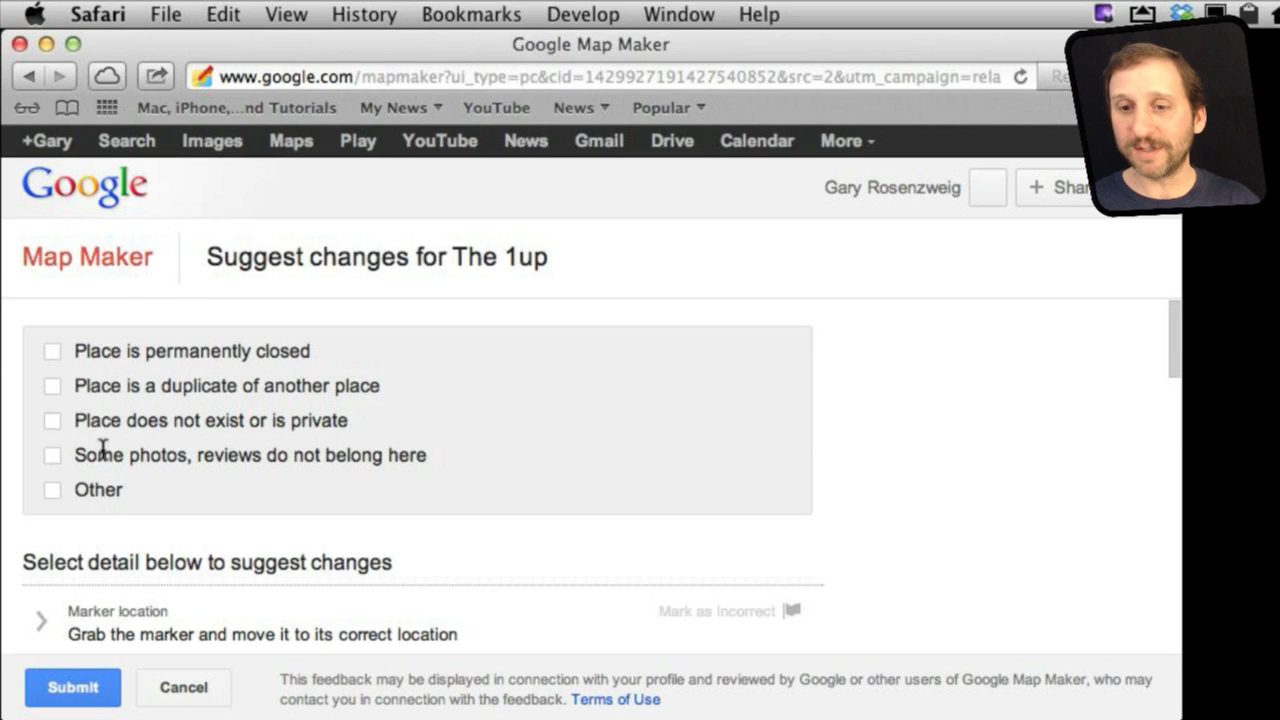 Safari File Edit View History Bookmarks Develop Window Help
Google Map Maker
www.google.com/mapmaker?ui_type=pc&cid=1429927191427540852&src=2&utm_campaign=rela
Mac, iPhone,...nd Tutorials My News YouTube News Popular
+Gary Search Images Maps Play YouTube News Gmail Drive Calendar More
Google Gary Rosenzweig + Shar
Map Maker Suggest changes for The 1up
Place is permanently closed
Place is a duplicate of another place
Place does not exist or is private
Some photos, reviews do not belong here
Other
Select detail below to suggest changes
Marker location Mark as Incorrect
Grab the marker and move it to its correct location
Submit Cancel
This feedback may be displayed in connection with your profile and reviewed by Google or other users of Google Map Maker, who may
contact you in connection with the feedback. Terms of Use